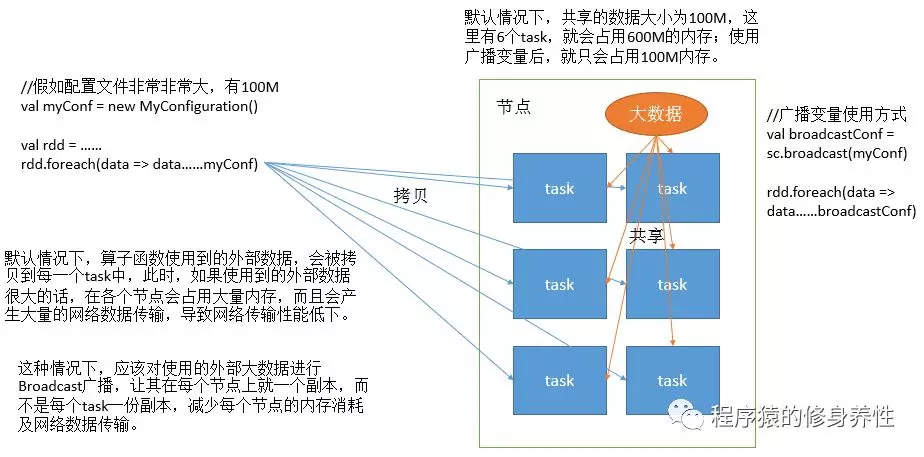 默认情况下，共享的数据大小为100M，这
里有6个task，就会占用600M的内存；使用
广播变量后，就只会占用100M内存。
//假如配置文件非常非常大，有100M
val myConf = new MyConfiguration()
val rdd = ......
rdd.foreach(data => data......myConf)
拷贝
节点
大数据
task
task
共享
task
task
task
task
//广播变量使用方式
val broadcastConf =
sc.broadcast(myConf)
rdd.foreach(data =>
data......broadcastConf)
默认情况下，算子函数使用到的外部数据，会被拷
贝到每一个task中，此时，如果使用到的外部数据
很大的话，在各个节点会占用大量内存，而且会产
生大量的网络数据传输，导致网络传输性能低下。
这种情况下，应该对使用的外部大数据进行
Broadcast广播，让其在每个节点上就一个副本，而
不是每个task一份副本，减少每个节点的内存消耗
及网络数据传输。
程序猿的修身养性